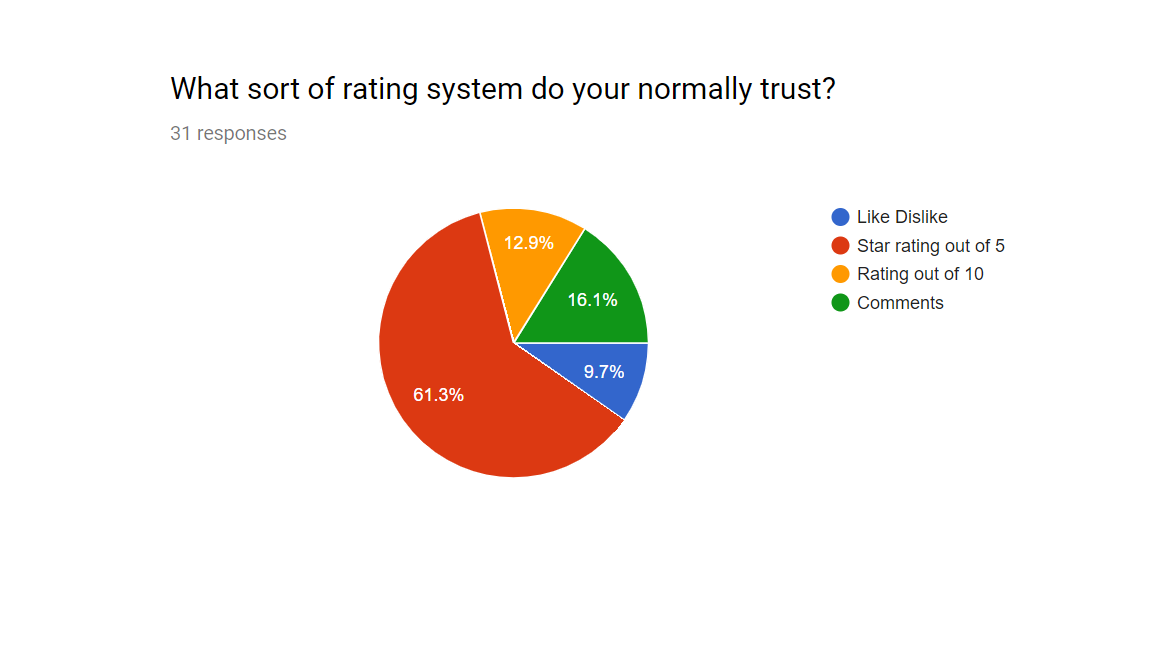 What sort of rating system do your normally trust?
31 responses
Like Dislike
Star rating out of 5
Rating out of 10
Comments
12.9%
16.1%
9.7%
61.3%